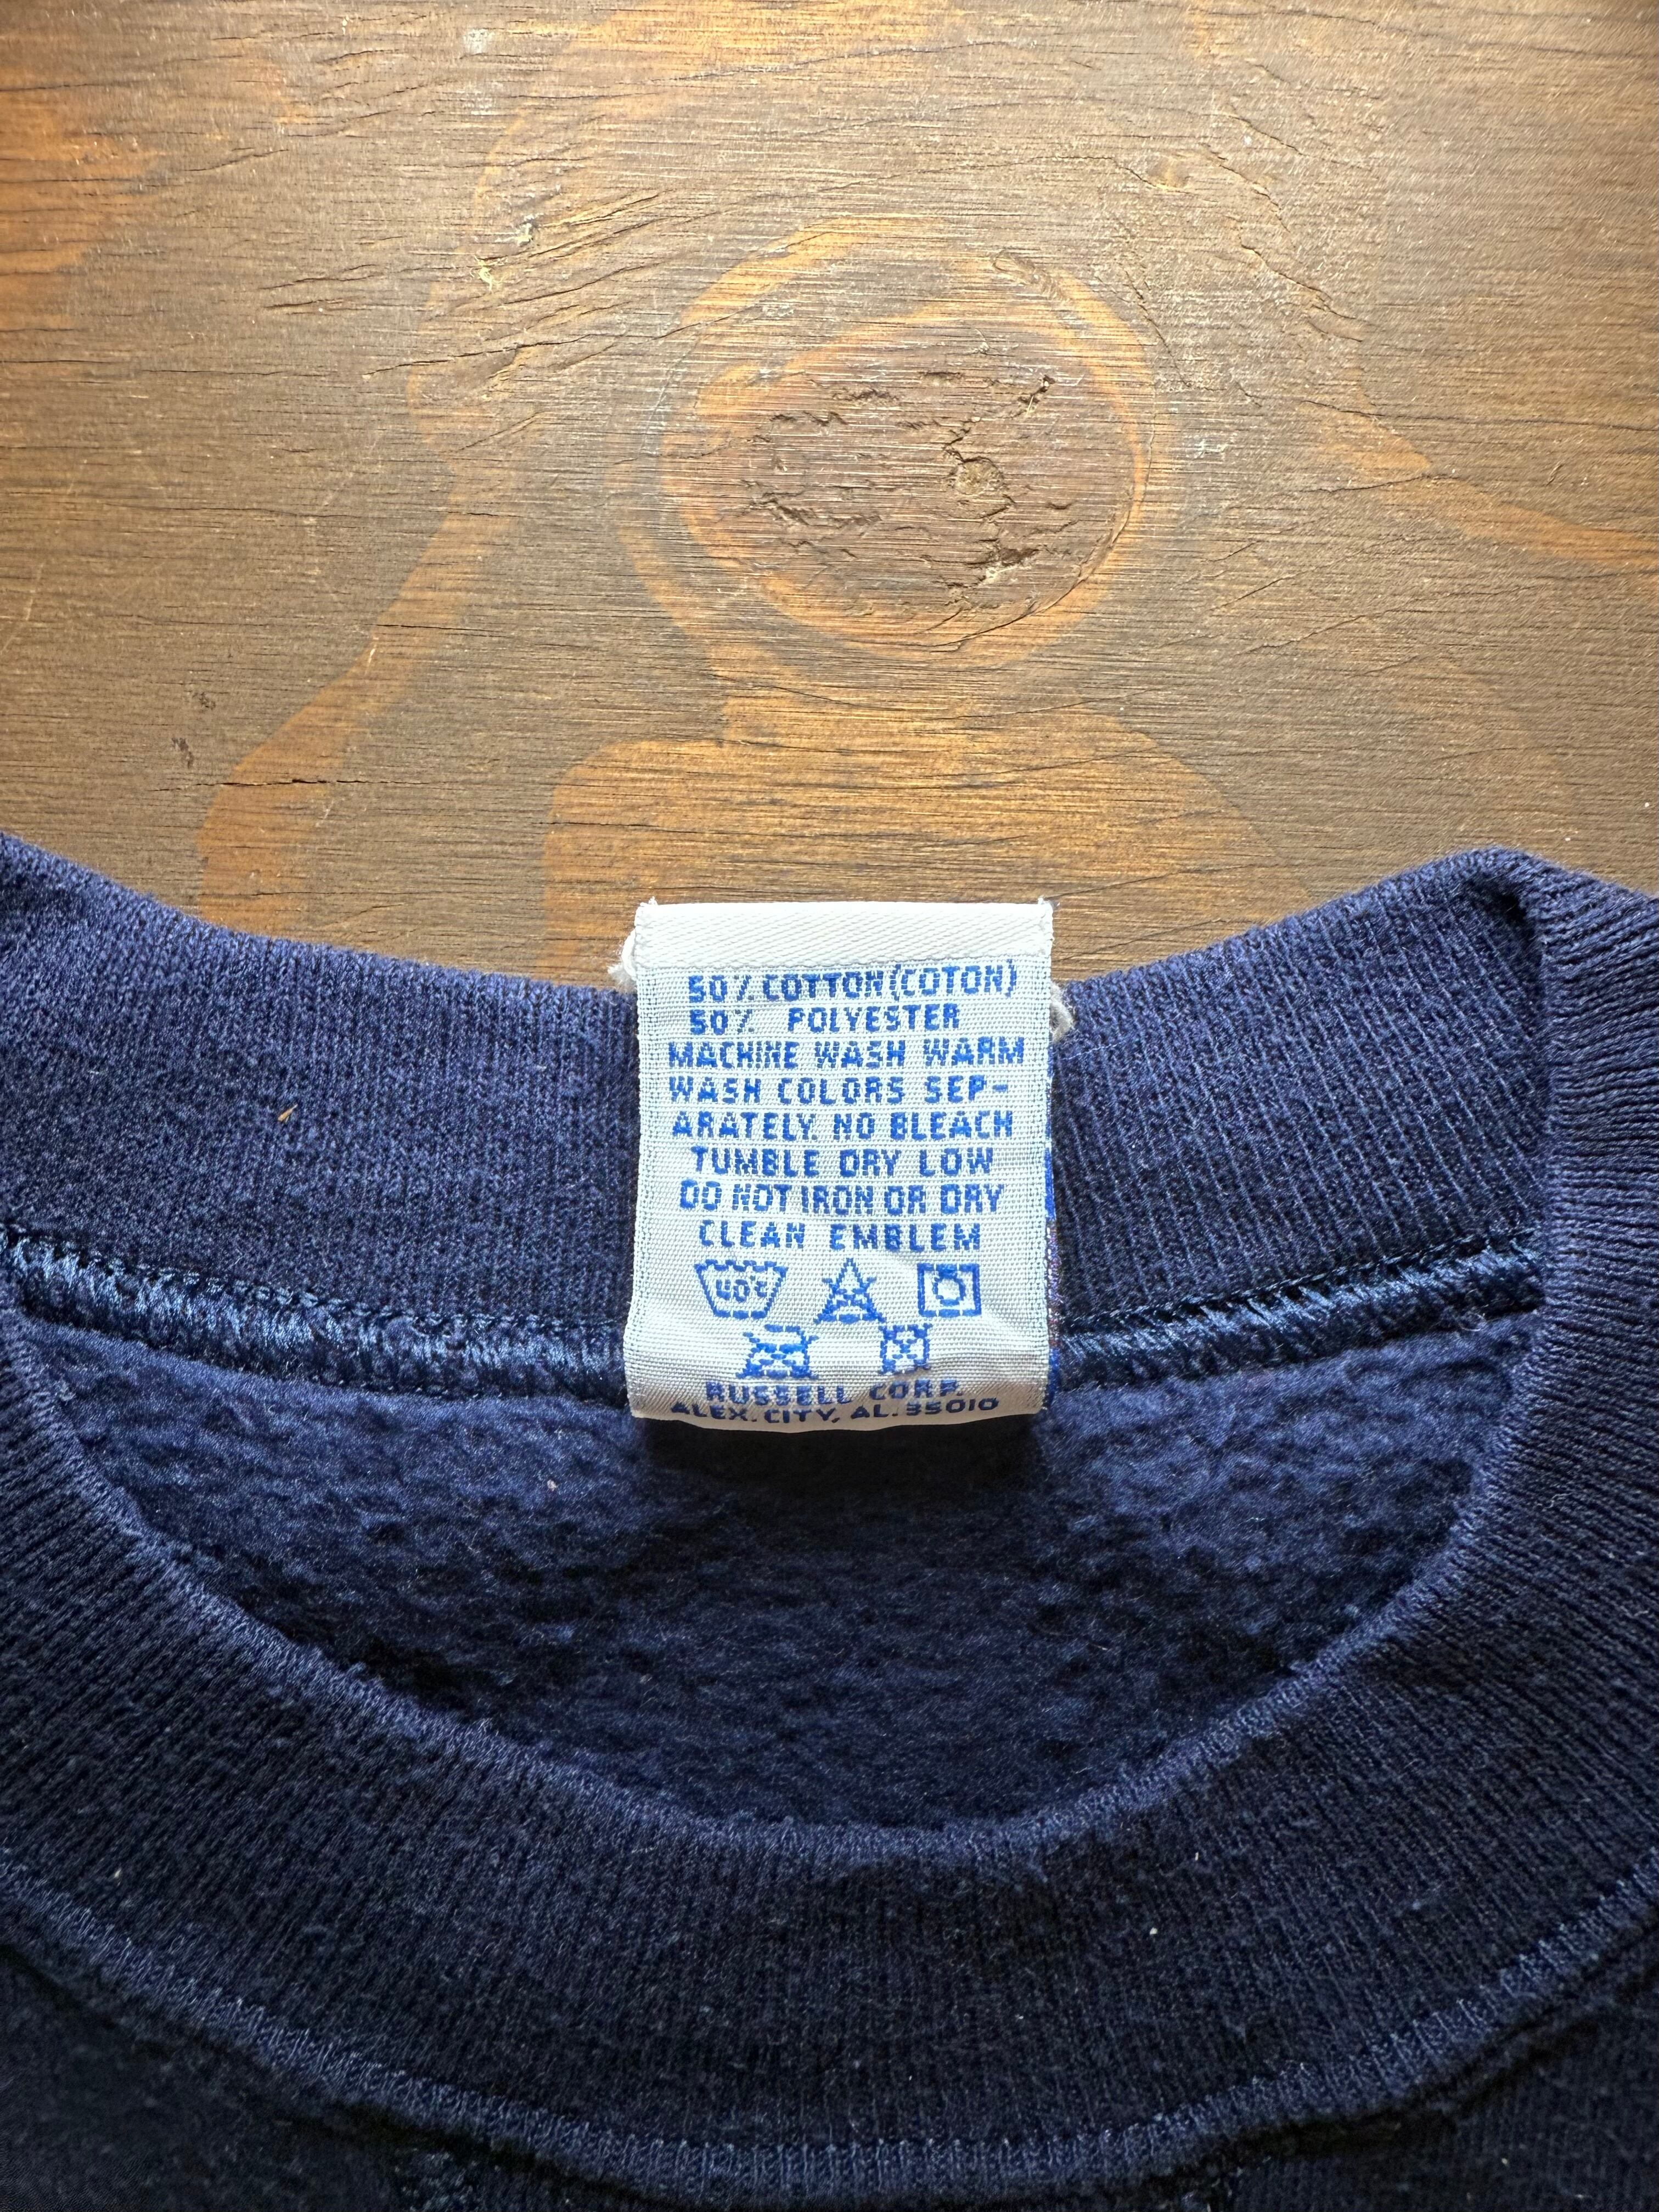 50% COTTON (COTON)
50% POLYESTER
MACHINE WASH WARM
WASH COLORS SEP-
ARATELY. NO BLEACH
TUMBLE DRY LOW
DO NOT IRON OR DRY
CLEAN EMBLEM
40°C
RUSSELL CORP.
ALEX. CITY, AL. 35010